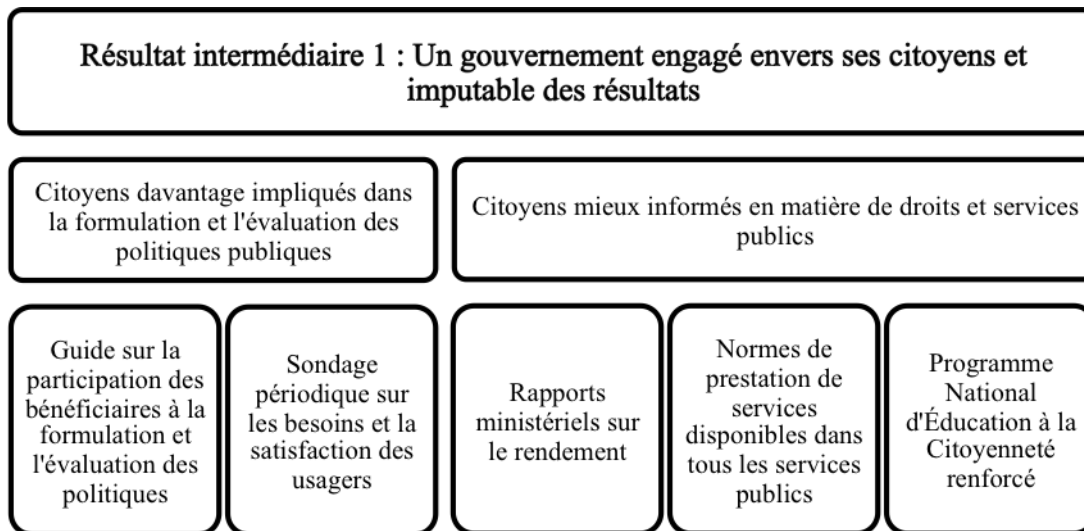 Résultat intermédiaire 1 : Un gouvernement engagé envers ses citoyens et
imputable des résultats
Citoyens davantage impliqués dans
la formulation et l'évaluation des
politiques publiques
Citoyens mieux informés en matière de droits et services
publics
Guide sur la
participation des
bénéficiaires à la
formulation et
l'évaluation des
politiques
Sondage
périodique sur
les besoins et la
satisfaction des
usagers
Rapports
ministériels sur
le rendement
Normes de
prestation de
services
disponibles dans
tous les services
publics
Programme
National
d'Éducation à la
Citoyenneté
renforcé